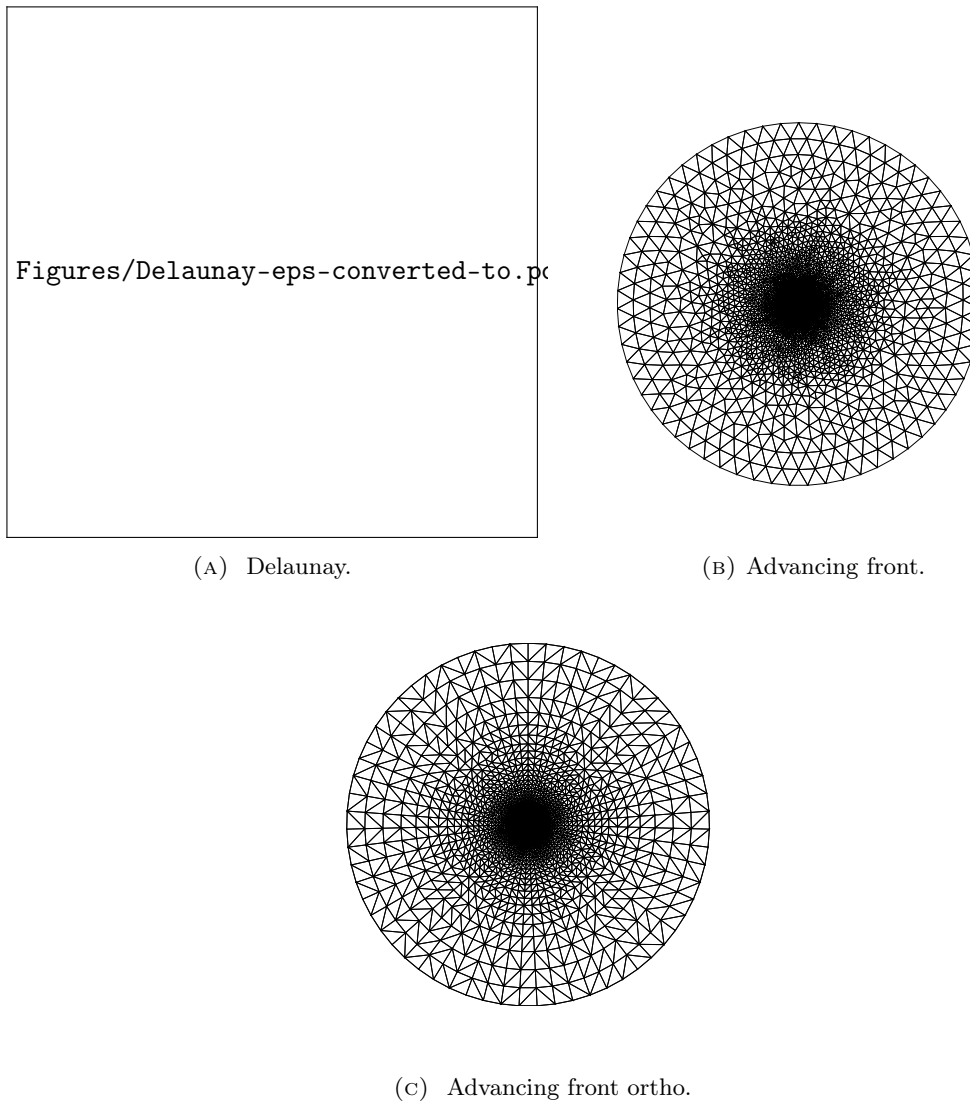 Figures/Delaunay-eps-converted-to.p
(A) Delaunay.
(B) Advancing front.
(C) Advancing front ortho.